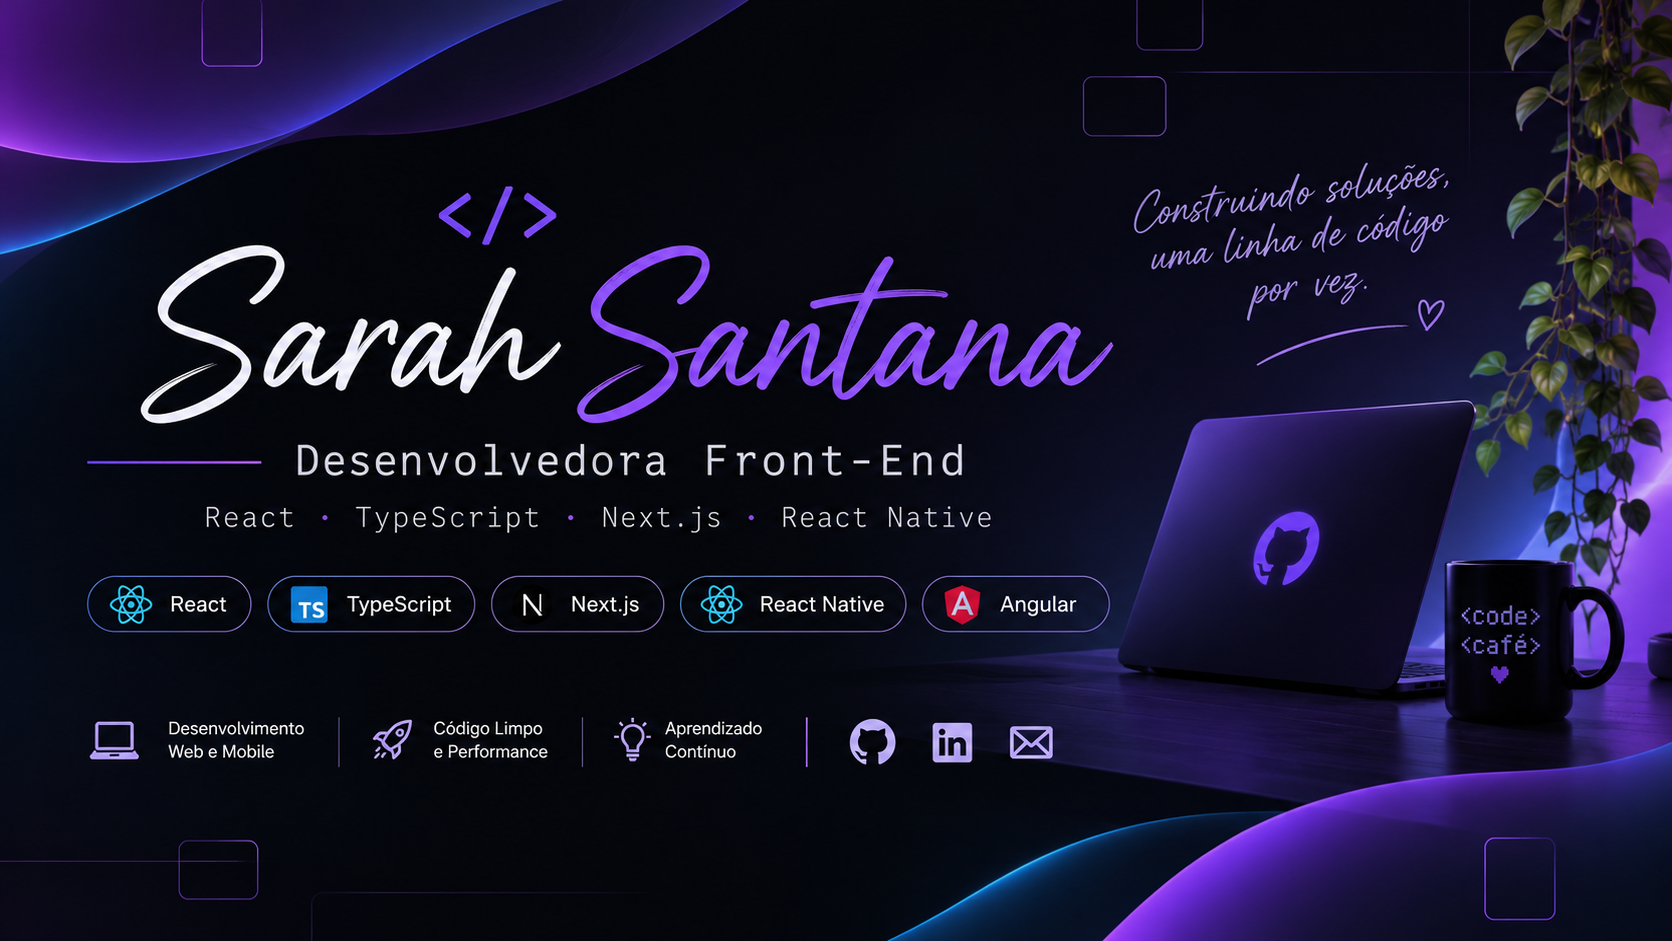 </>
Sarah Santana
Desenvolvedora Front-End
React • TypeScript • Next.js • React Native
React
TS TypeScript
N Next.js
React Native
A Angular
Desenvolvimento
Web e Mobile
Código Limpo
e Performance
Aprendizado
Contínuo
in
Construindo soluções,
uma linha de código
por vez.
<code>
<café>